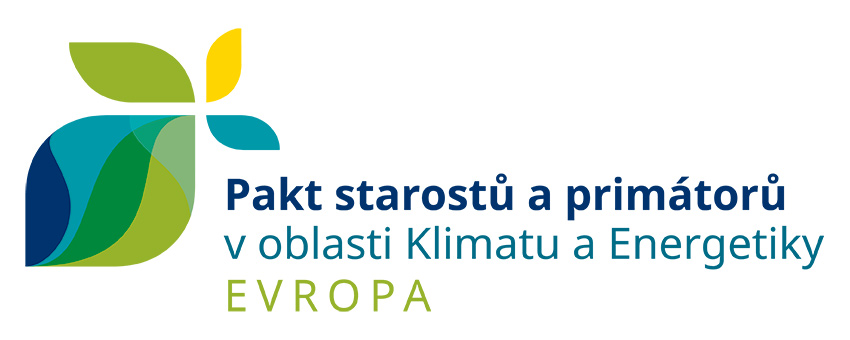 Pakt starostů a primátorů
v oblasti Klimatu a Energetiky
EVROPA